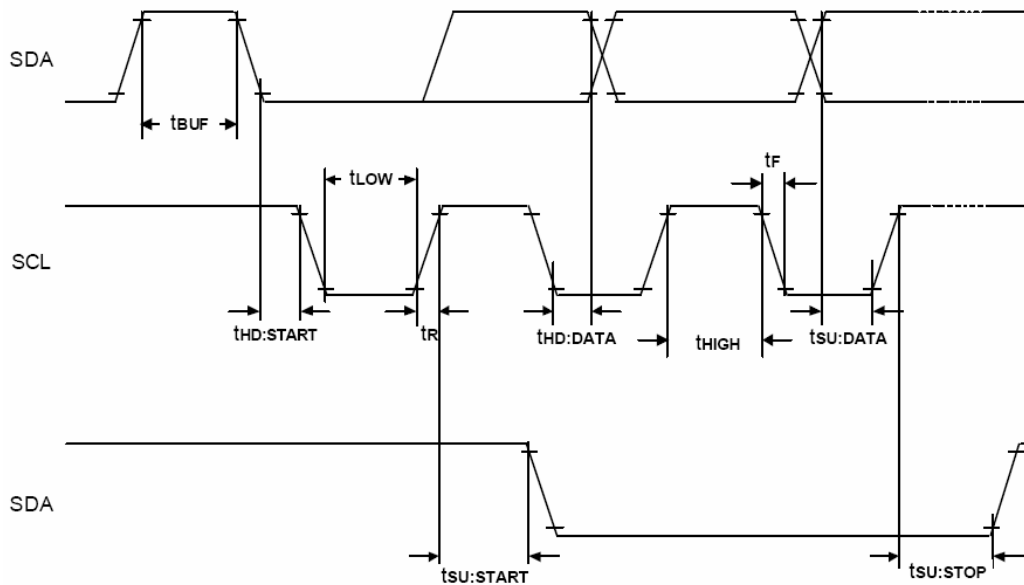 SDA
tBUF
tLOW
tF
SCL
tHD:START
tR
tHD:DATA
tHIGH
tSU:DATA
SDA
tSU:START
tSU:STOP